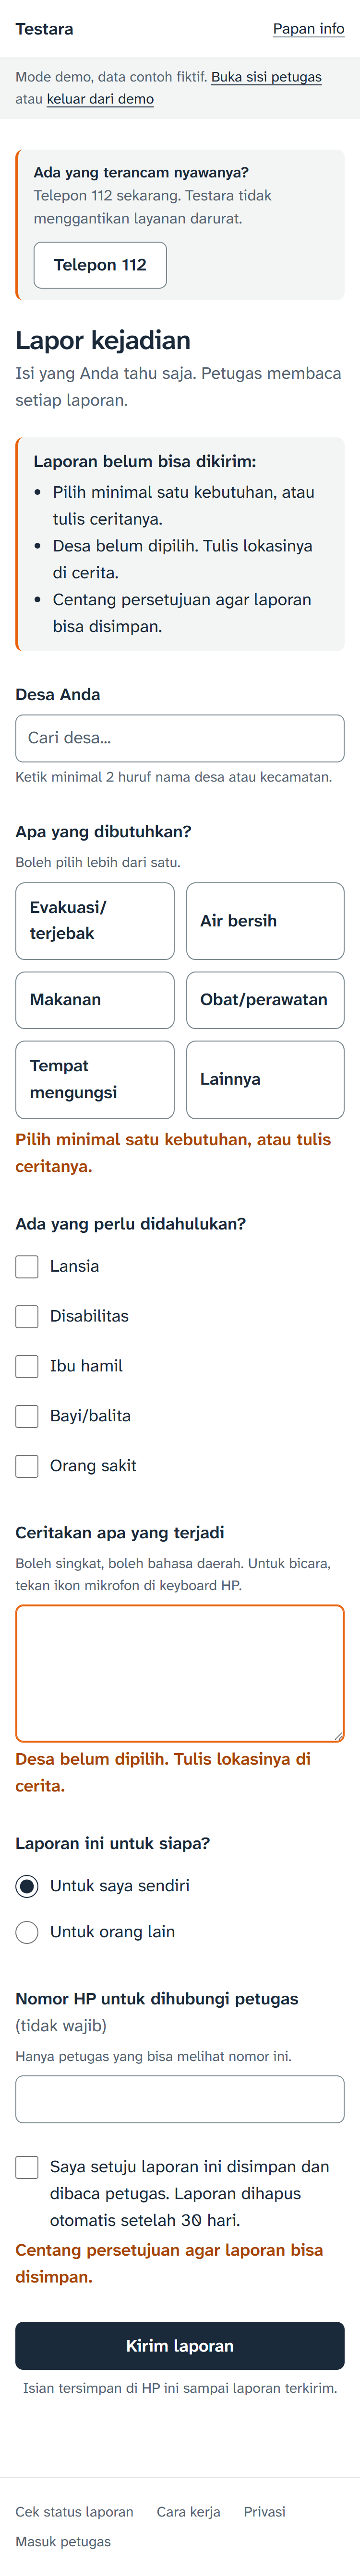 Testara
Papan info
Mode demo, data contoh fiktif. Buka sisi petugas
atau keluar dari demo
Ada yang terancam nyawanya?
Telepon 112 sekarang. Testara tidak
menggantikan layanan darurat.
Telepon 112
Lapor kejadian
Isi yang Anda tahu saja. Petugas membaca
setiap laporan.
Laporan belum bisa dikirim:
• Pilih minimal satu kebutuhan, atau
tulis ceritanya.
• Desa belum dipilih. Tulis lokasinya
di cerita.
• Centang persetujuan agar laporan
bisa disimpan.
Desa Anda
Cari desa...
Ketik minimal 2 huruf nama desa atau kecamatan.
Apa yang dibutuhkan?
Boleh pilih lebih dari satu.
Evakuasi/
terjebak
Air bersih
Makanan
Obat/perawatan
Tempat
mengungsi
Lainnya
Pilih minimal satu kebutuhan, atau tulis
ceritanya.
Ada yang perlu didahulukan?
Lansia
Disabilitas
Ibu hamil
Bayi/balita
Orang sakit
Ceritakan apa yang terjadi
Boleh singkat, boleh bahasa daerah. Untuk bicara,
tekan ikon mikrofon di keyboard HP.
Desa belum dipilih. Tulis lokasinya di
cerita.
Laporan ini untuk siapa?
Untuk saya sendiri
Untuk orang lain
Nomor HP untuk dihubungi petugas
(tidak wajib)
Hanya petugas yang bisa melihat nomor ini.
Saya setuju laporan ini disimpan dan
dibaca petugas. Laporan dihapus
otomatis setelah 30 hari.
Centang persetujuan agar laporan bisa
disimpan.
Kirim laporan
Isian tersimpan di HP ini sampai laporan terkirim.
Cek status laporan
Cara kerja
Privasi
Masuk petugas